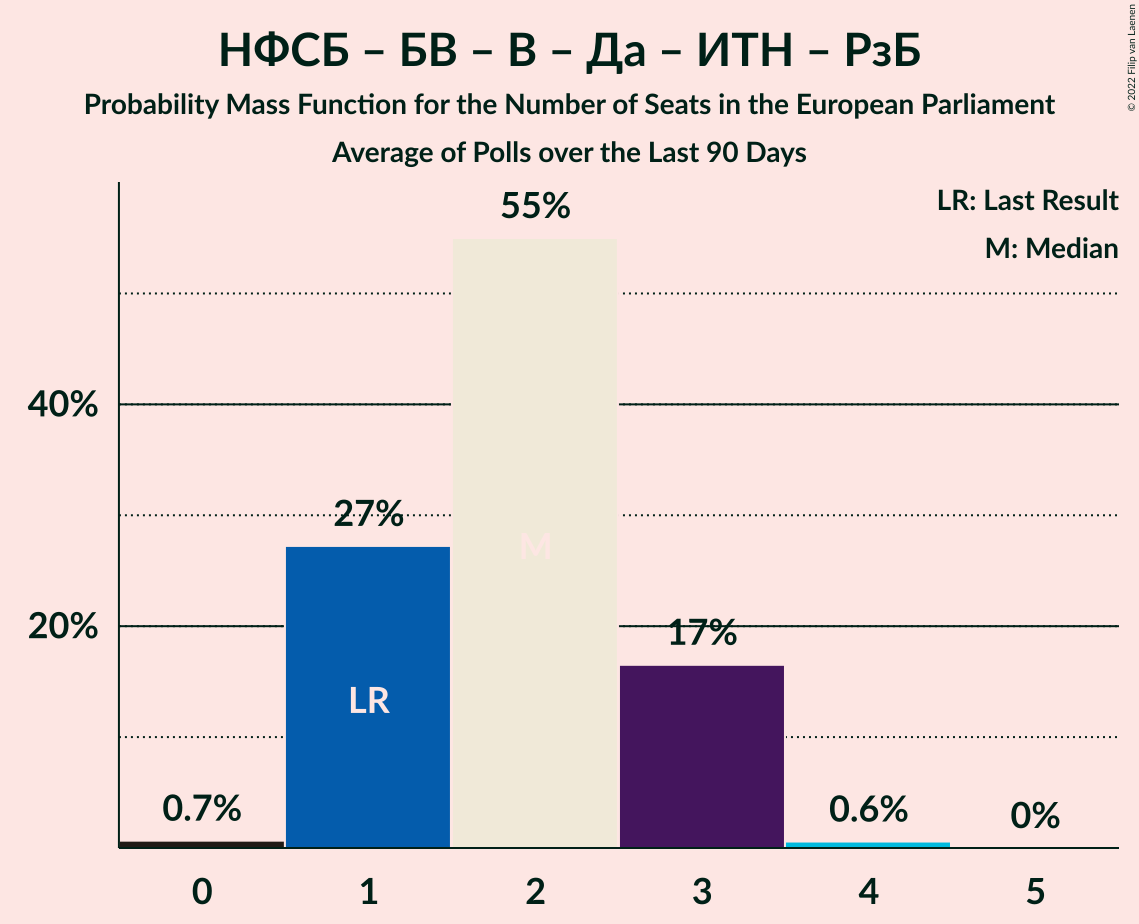 НФСБ – БВ – В – Да – ИТН – РзБ
Probability Mass Function for the Number of Seats in the European Parliament
Average of Polls over the Last 90 Days
© 2022 Filip van Laenen
LR: Last Result
M: Median
55%
40%
27%
M
20%
17%
LR
0.7%
0.6%
0%
0 1 2 3 4 5